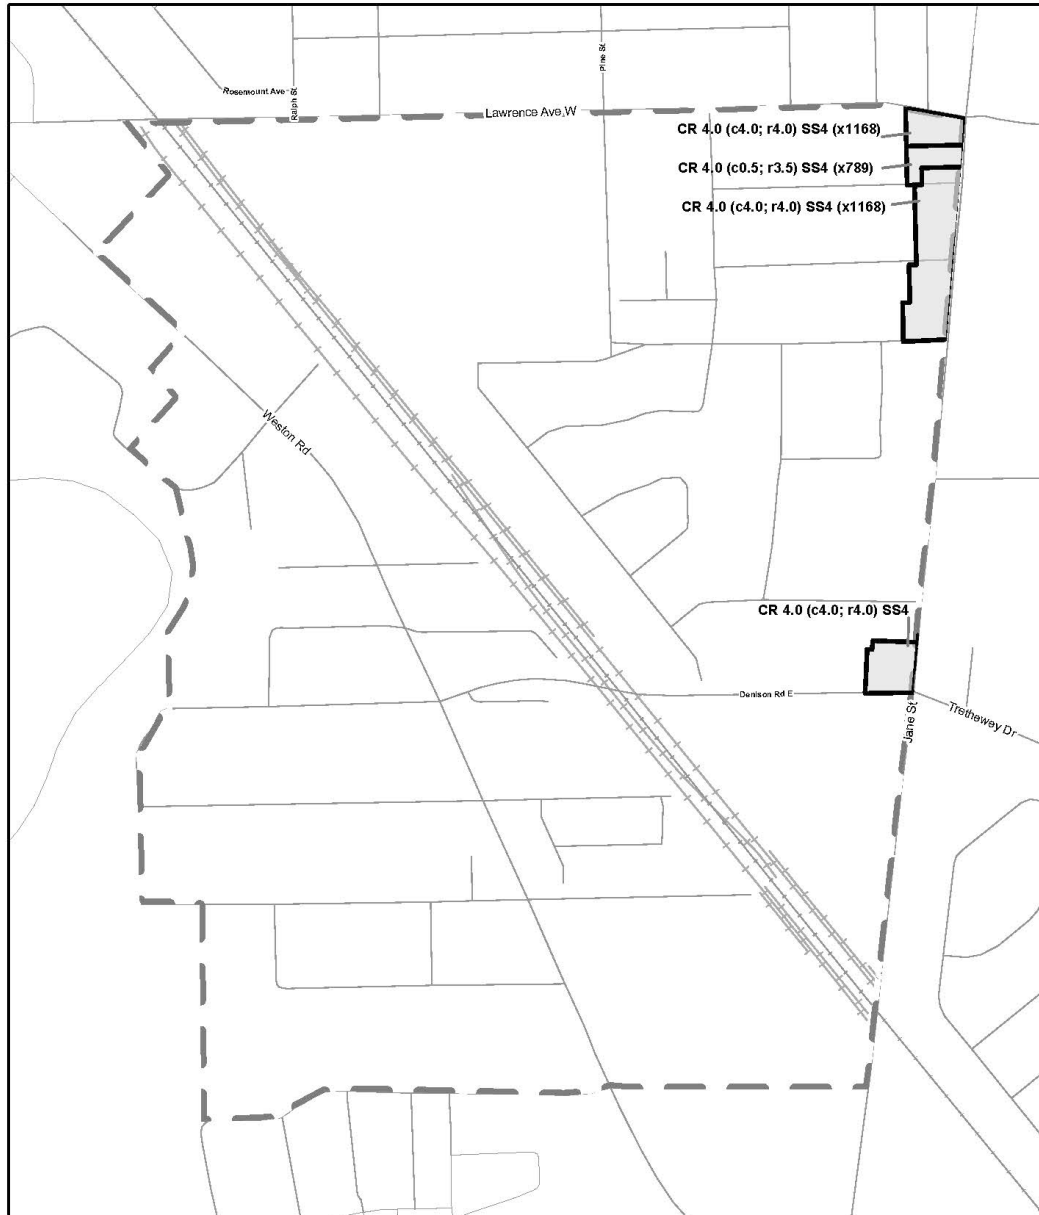 Pine St
Rosemount Ave
Ralph St
Lawrence Ave W
CR 4.0 (c4.0; r4.0) SS4 (x1168)
CR 4.0 (c0.5; r3.5) SS4 (x789)
CR 4.0 (c4.0; r4.0) SS4 (x1168)
Weston Rd
CR 4.0 (c4.0; r4.0) SS4
Denison Rd E
Jane St
Trethewey Dr